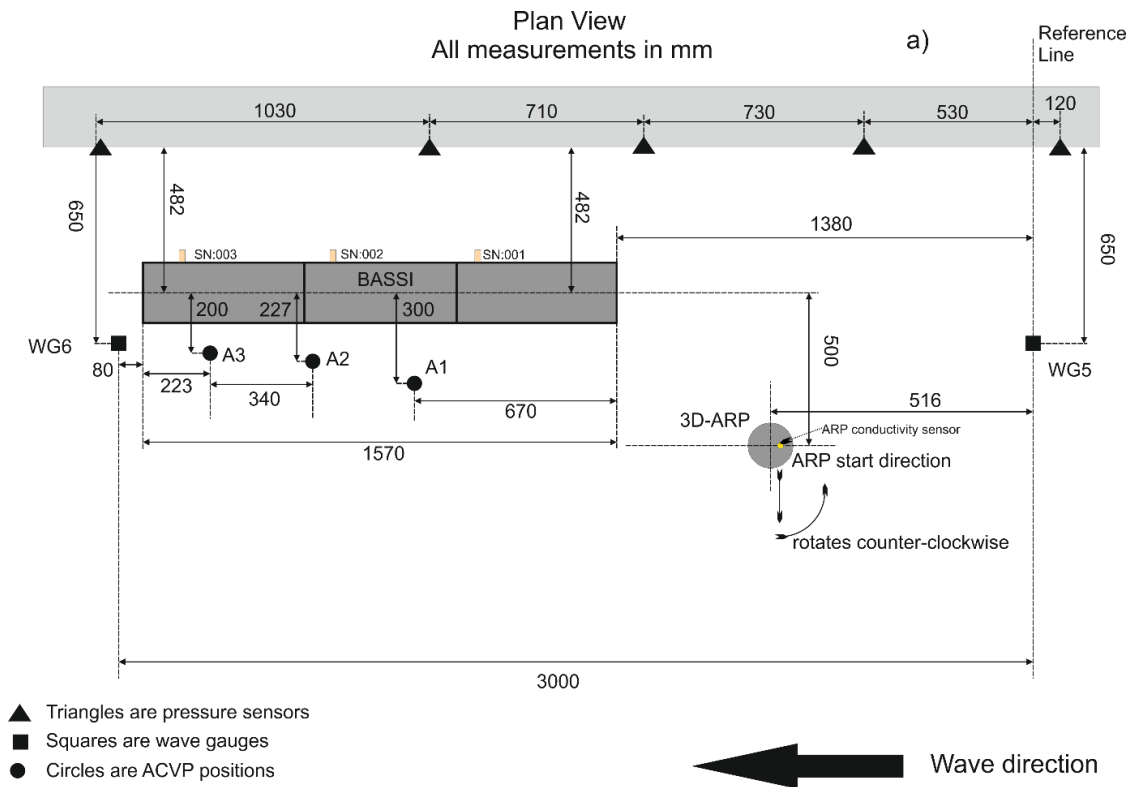 Plan View
All measurements in mm
a)
Reference
Line
1030
710
730
530
120
650
482
482
1380
650
SN:003
SN:002
SN:001
BASSI
200
227
300
WG6
A3
A2
A1
500
WG5
80
223
340
670
516
3D-ARP
ARP conductivity sensor
1570
ARP start direction
rotates counter-clockwise
3000
Triangles are pressure sensors
Squares are wave gauges
Circles are ACVP positions
Wave direction